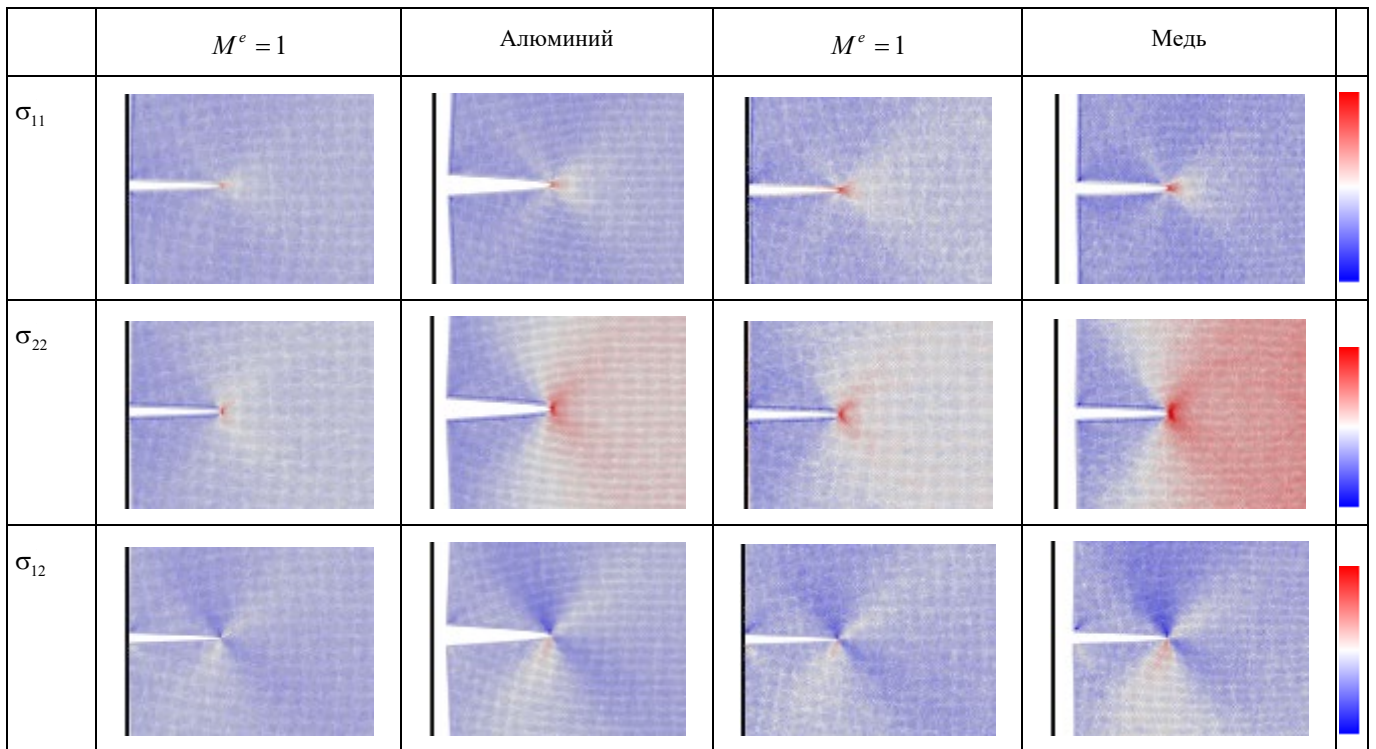 M^e = 1 Алюминий M^e = 1 Медь
σ₁₁
σ₂₂
σ₁₂